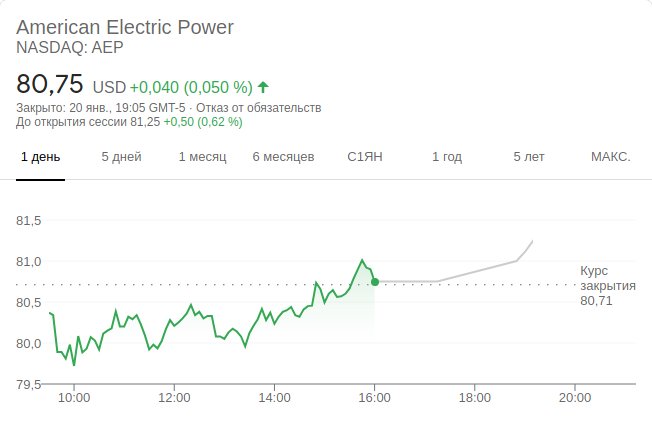 American Electric Power
NASDAQ: AEP
80,75 USD +0,040 (0,050 %)
Закрыто: 20 янв., 19:05 GMT-5 · Отказ от обязательств
До открытия сессии 81,25 +0,50 (0,62 %)
1 день 5 дней 1 месяц 6 месяцев С1ЯН 1 год 5 лет МАКС.
81,5
81,0
80,5
80,0
79,5
Курс
закрытия
80,71
10:00 12:00 14:00 16:00 18:00 20:00